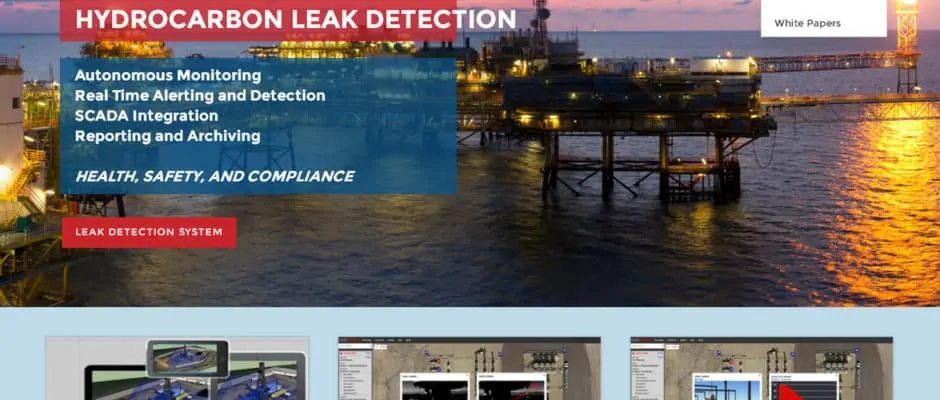 HYDROCARBON LEAK DETECTION
White Papers
Autonomous Monitoring
Real Time Alerting and Detection
SCADA Integration
Reporting and Archiving
HEALTH, SAFETY, AND COMPLIANCE
LEAK DETECTION SYSTEM